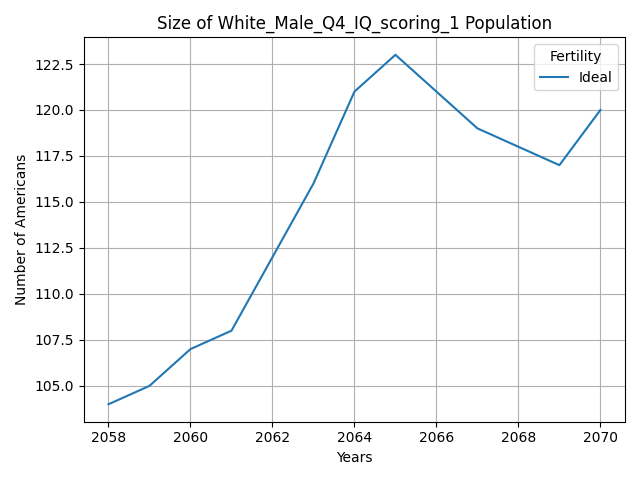 Size of White_Male_Q4_IQ_scoring_1 Population
Fertility
Ideal
122.5
120.0
117.5
115.0
112.5
110.0
107.5
105.0
Number of Americans
2058 2060 2062 2064 2066 2068 2070
Years